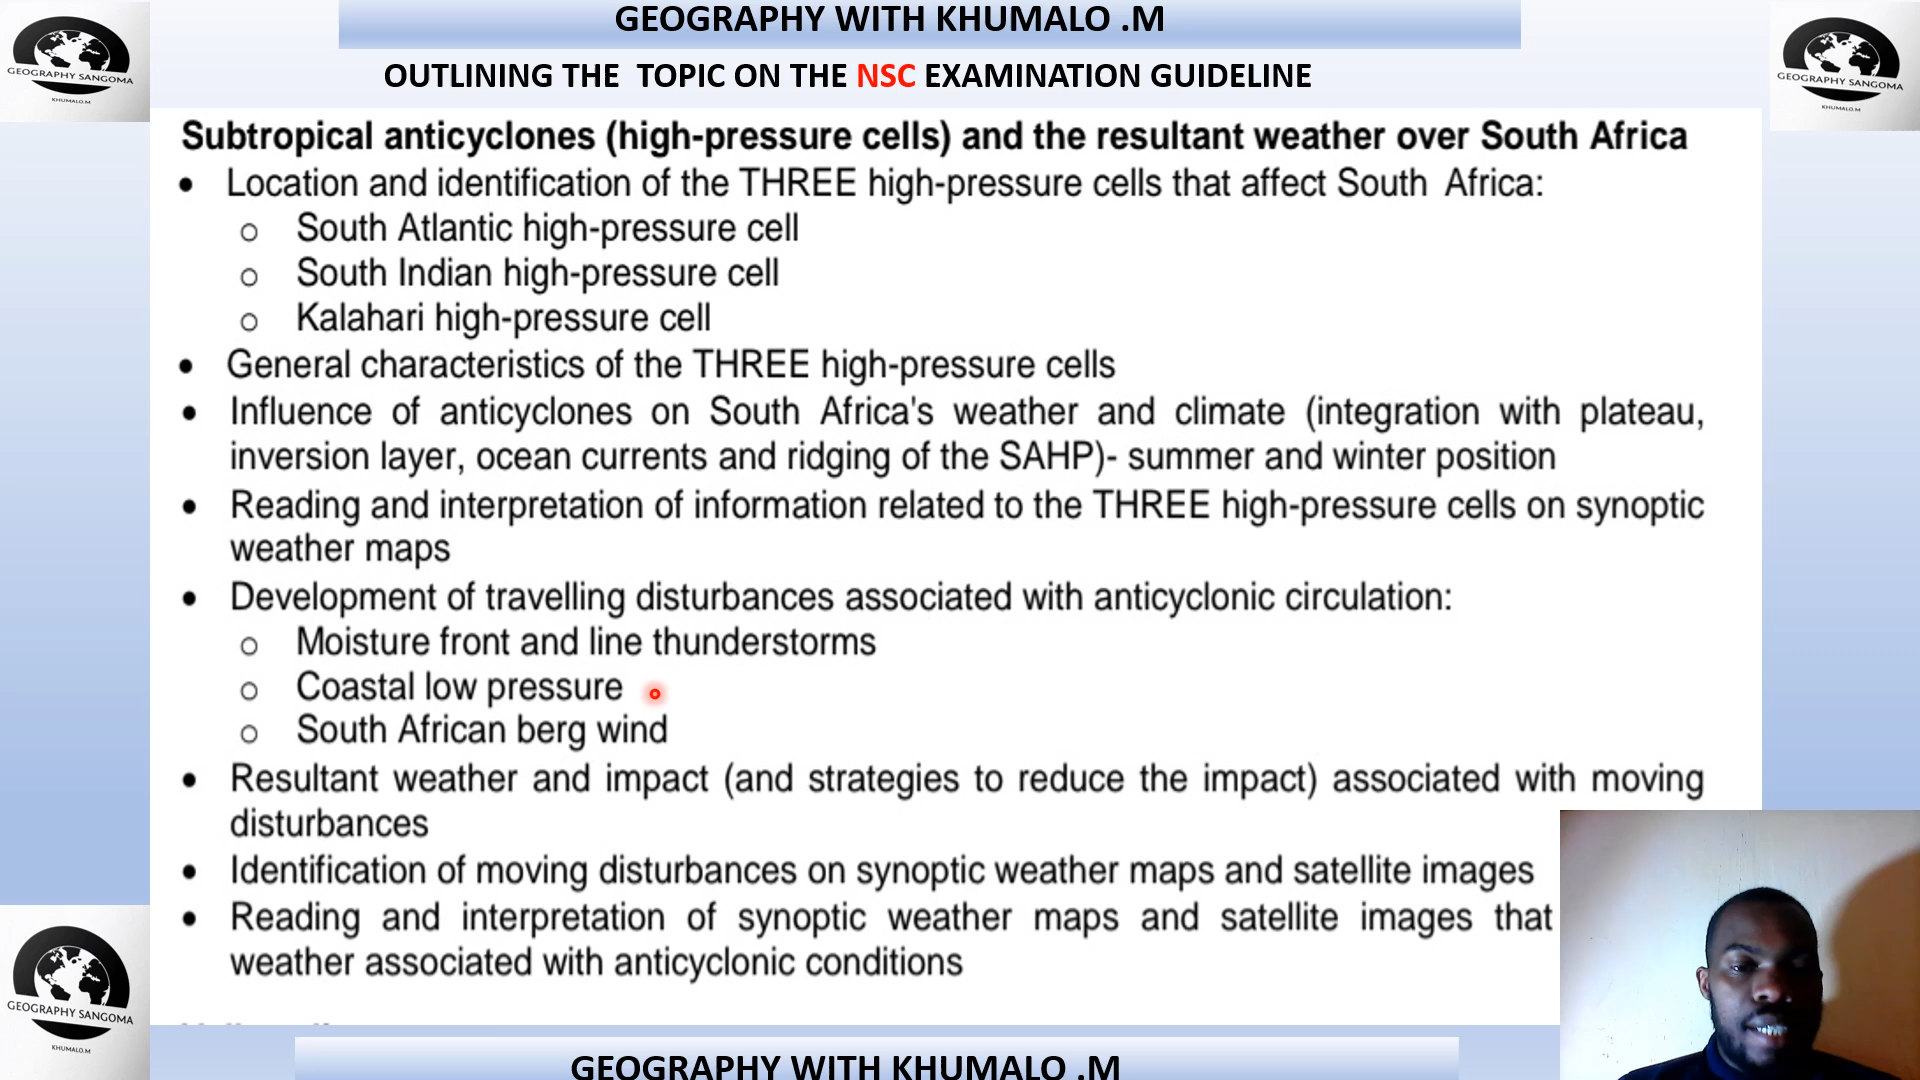 GEOGRAPHY WITH KHUMALO .M
OUTLINING THE TOPIC ON THE NSC EXAMINATION GUIDELINE
GEOGRAPHY SANGOMA
KHUMALO.M
GEOGRAPHY SANGOMA
KHUMALO.M
Subtropical anticyclones (high-pressure cells) and the resultant weather over South Africa
• Location and identification of the THREE high-pressure cells that affect South Africa:
o South Atlantic high-pressure cell
o South Indian high-pressure cell
o Kalahari high-pressure cell
• General characteristics of the THREE high-pressure cells
• Influence of anticyclones on South Africa's weather and climate (integration with plateau,
inversion layer, ocean currents and ridging of the SAHP)- summer and winter position
• Reading and interpretation of information related to the THREE high-pressure cells on synoptic
weather maps
• Development of travelling disturbances associated with anticyclonic circulation:
o Moisture front and line thunderstorms
o Coastal low pressure
o South African berg wind
• Resultant weather and impact (and strategies to reduce the impact) associated with moving
disturbances
• Identification of moving disturbances on synoptic weather maps and satellite images
• Reading and interpretation of synoptic weather maps and satellite images that
weather associated with anticyclonic conditions
GEOGRAPHY SANGOMA
KHUMALO.M
GEOGRAPHY WITH KHUMALO .M